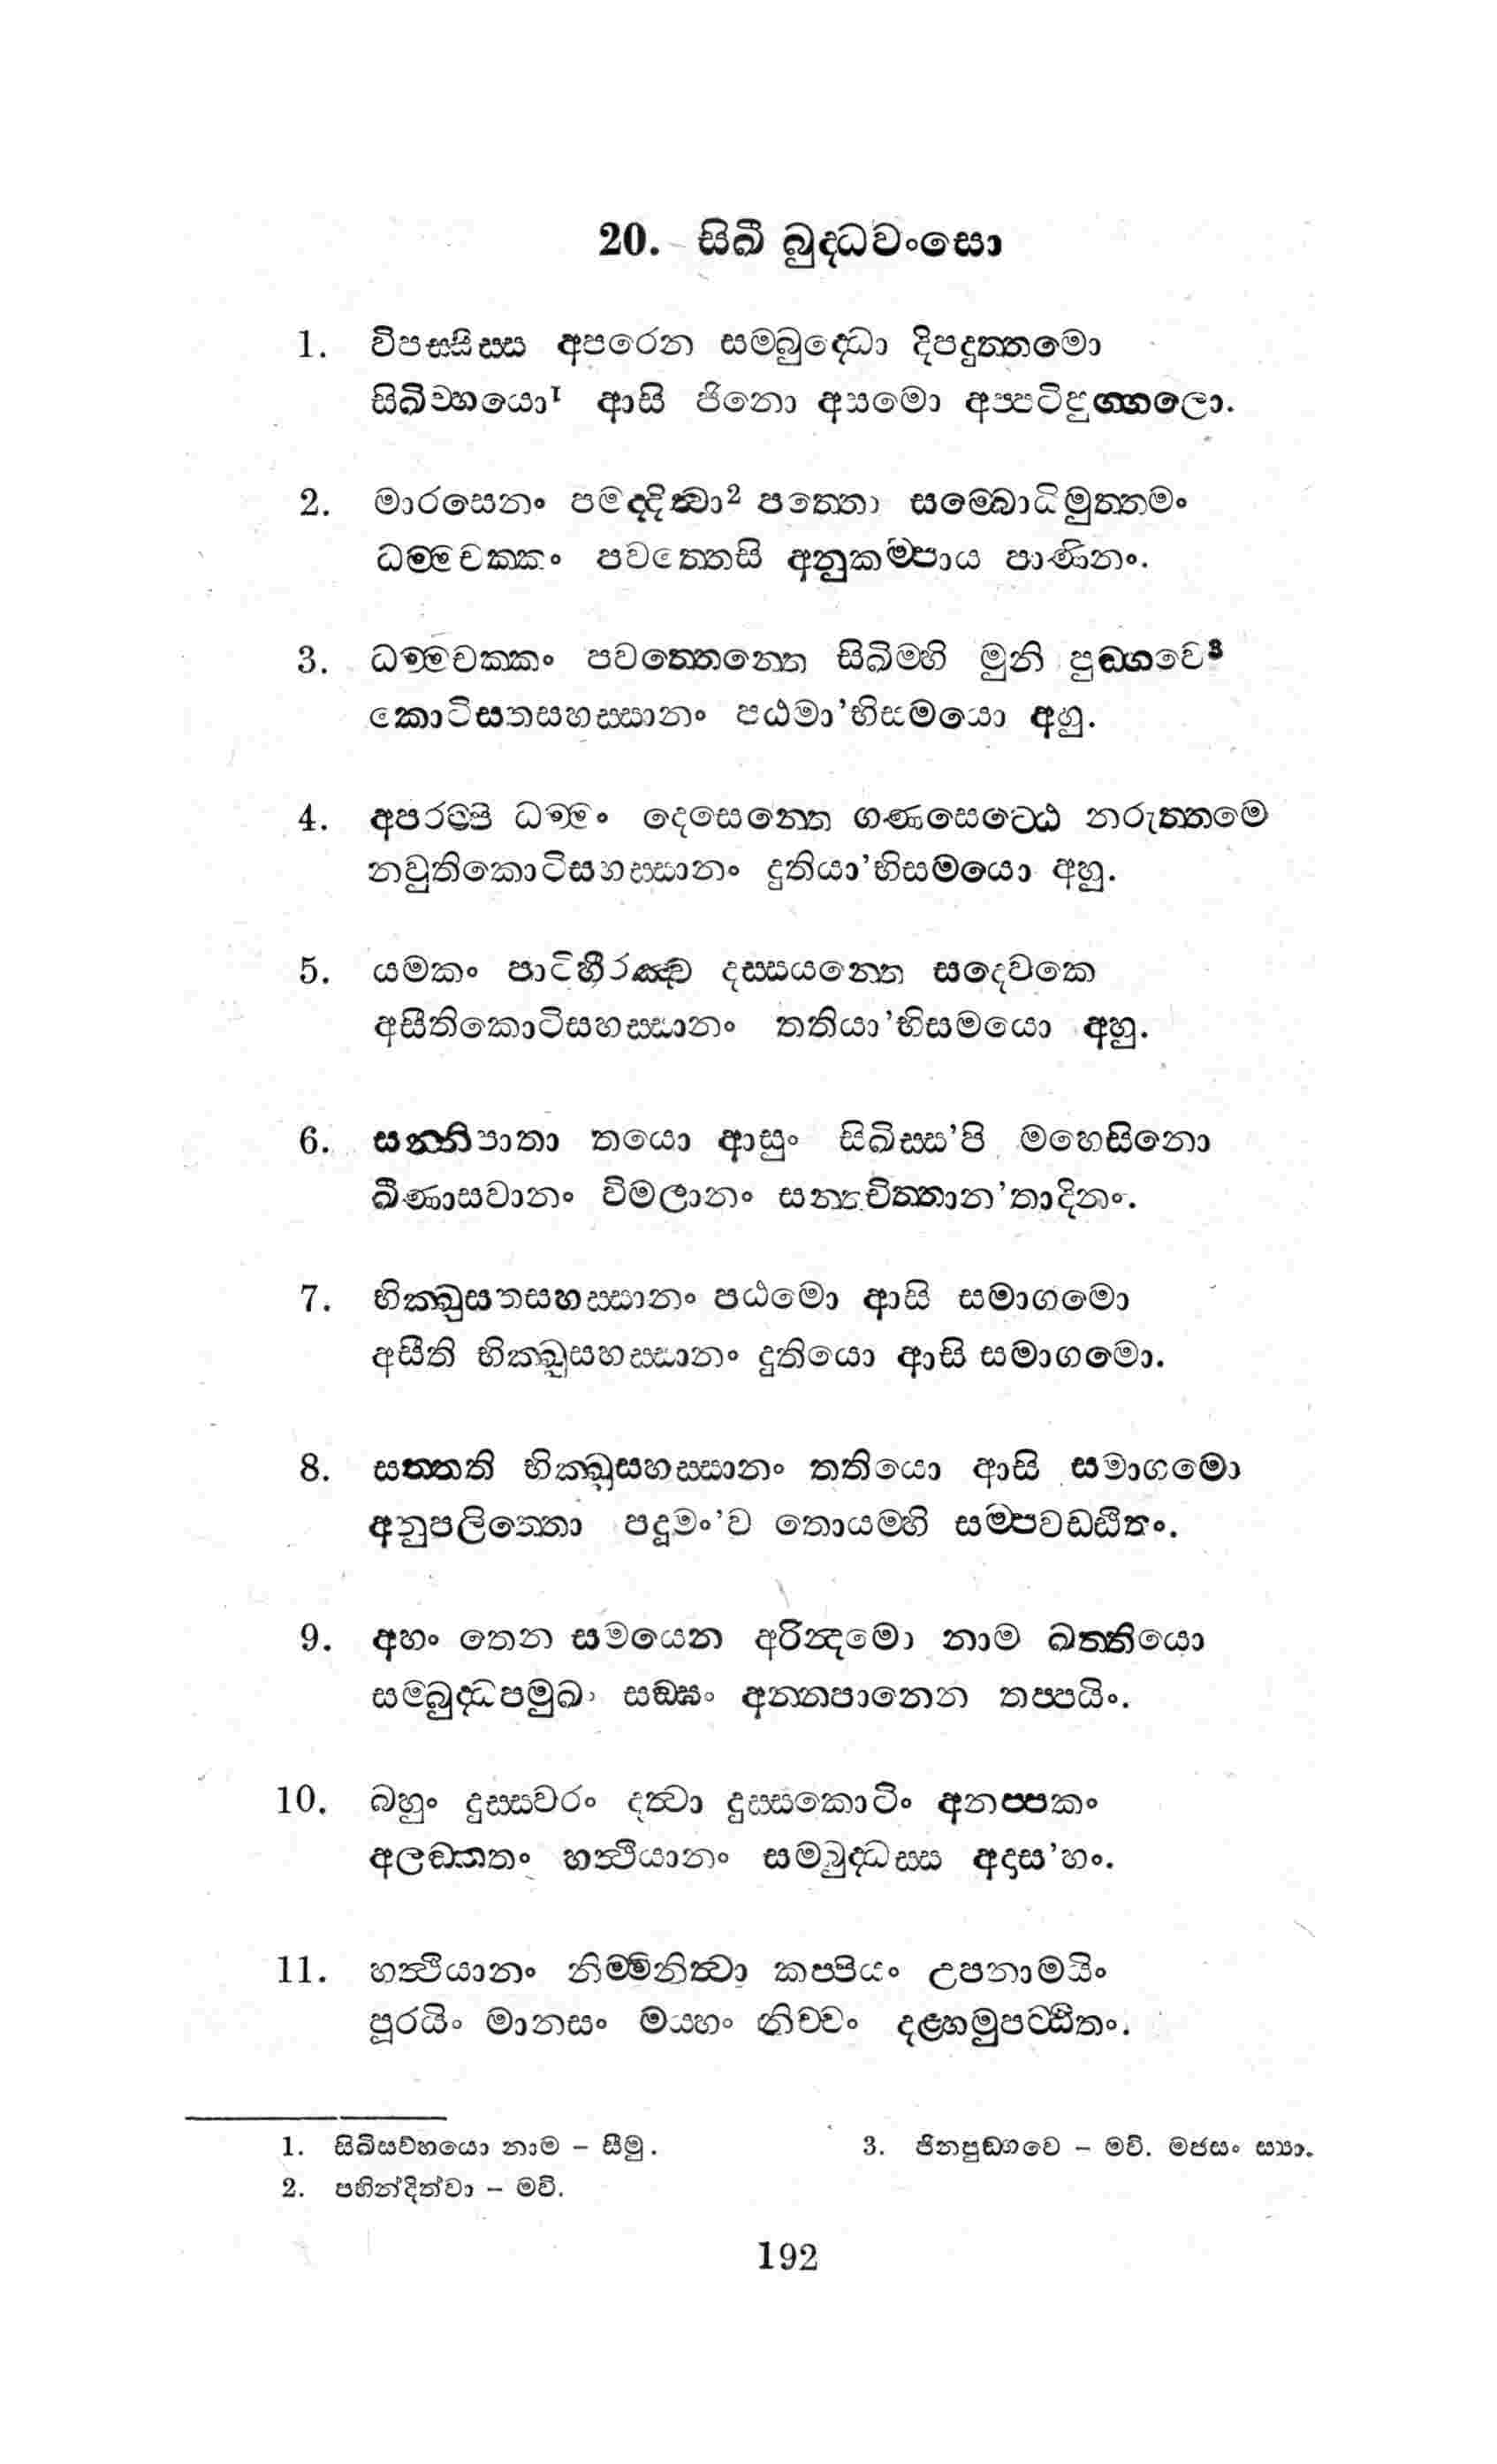 20. සිඛී බුද්ධවංසො
1. විපස්සිස්ස අපරෙන සම්බුද්ධො දිපදුත්තමො
සිඛිව්හයො1 ආසි ජිනො අසමො අප්පටිපුග්ගලො.
2. මාරසෙනං පමද්දිත්වා2 පත්තො සම්බොධිමුත්තමං
ධම්මචක්කං පවත්තෙසි අනුකම්පාය පාණිනං.
3. ධම්මචක්කං පවත්තෙන්තෙ සිඛිම්හි මුනි පුඞ්ගවෙ3
කොටිසතසහස්සානං පඨමා'භිසමයො අහු.
4. අපරම්පි ධම්මං දෙසෙන්තෙ ගණසෙට්ඨෙ නරුත්තමෙ
නවුතිකොටිසහස්සානං දුතියා'භිසමයො අහු.
5. යමකං පාටිහීරඤ්ච දස්සයන්තෙ සදෙවකෙ
අසීතිකොටිසහස්සානං තතියා'භිසමයො අහු.
6. සන්නිපාතා තයො ආසුං සිඛිස්ස'පි මහෙසිනො
ඛීණාසවානං විමලානං සන්තචිත්තාන'තාදිනං.
7. භික්ඛුසතසහස්සානං පඨමො ආසි සමාගමො
අසීති භික්ඛුසහස්සානං දුතියො ආසි සමාගමො.
8. සත්තති භික්ඛුසහස්සානං තතියො ආසි සමාගමො
අනුපලිත්තො පදූමං'ව තොයම්හි සම්පවඩ්ඪිතං.
9. අහං තෙන සමයෙන අරින්දමො නාම ඛත්තියො
සම්බුද්ධපමුඛං සඞ්ඝං අන්නපානෙන තප්පයිං.
10. බහුං දුස්සවරං දත්වා දුස්සකොටිං අනප්පකං
අලඞ්කතං හත්ථියානං සම්බුද්ධස්ස අදාස'හං.
11. හත්ථියානං නිම්මිනිත්වා කප්පියං උපනාමයිං
පූරයිං මානසං මය්හං නිච්චං දළ්හමුපට්ඨිතං.
1. සිඛිසව්හයො නාම – සීමු.
3. ජිනපුඞ්ගවෙ – මවි. මජසං ස්‍යා.
2. පභින්දිත්වා – මවි.
192